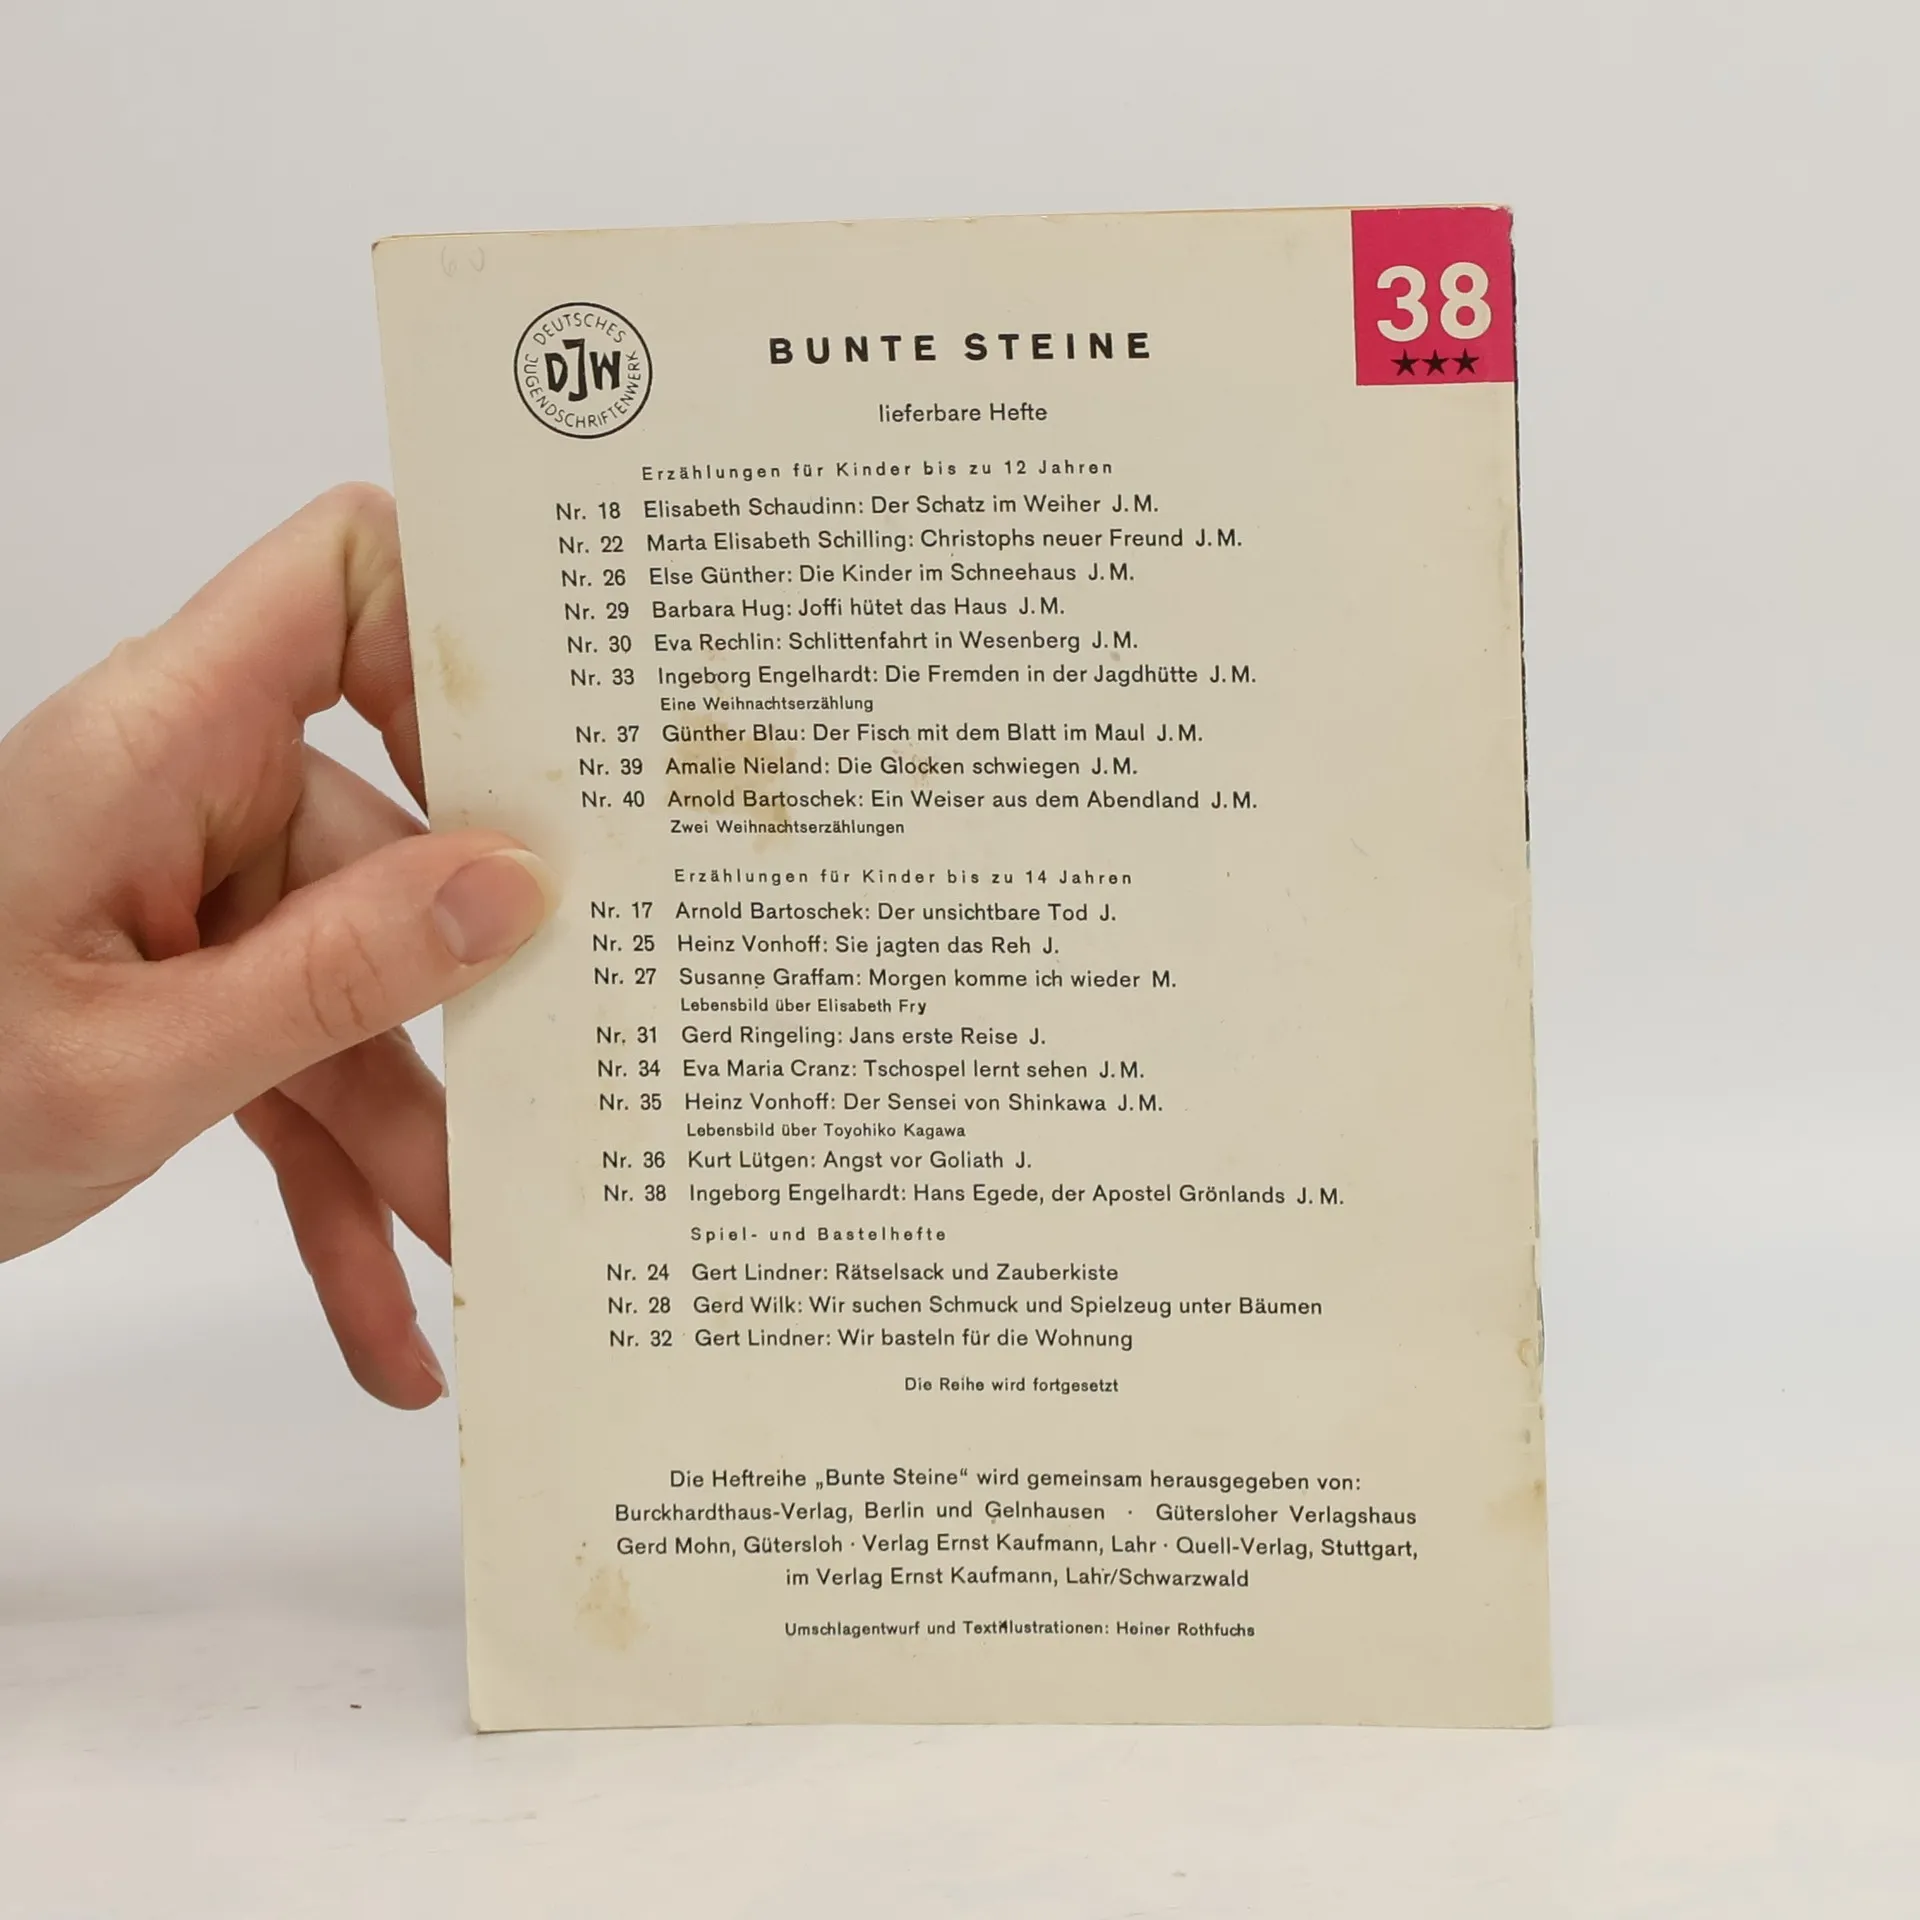 60
38
★★★
DEUTSCHES JUGENDSCHRIFTENWERK
DJW
BUNTE STEINE
lieferbare Hefte
Erzählungen für Kinder bis zu 12 Jahren
Nr. 18 Elisabeth Schaudinn: Der Schatz im Weiher J. M.
Nr. 22 Marta Elisabeth Schilling: Christophs neuer Freund J. M.
Nr. 26 Else Günther: Die Kinder im Schneehaus J. M.
Nr. 29 Barbara Hug: Joffi hütet das Haus J. M.
Nr. 30 Eva Rechlin: Schlittenfahrt in Wesenberg J. M.
Nr. 33 Ingeborg Engelhardt: Die Fremden in der Jagdhütte J. M.
Eine Weihnachtserzählung
Nr. 37 Günther Blau: Der Fisch mit dem Blatt im Maul J. M.
Nr. 39 Amalie Nieland: Die Glocken schwiegen J. M.
Nr. 40 Arnold Bartoschek: Ein Weiser aus dem Abendland J. M.
Zwei Weihnachtserzählungen
Erzählungen für Kinder bis zu 14 Jahren
Nr. 17 Arnold Bartoschek: Der unsichtbare Tod J.
Nr. 25 Heinz Vonhoff: Sie jagten das Reh J.
Nr. 27 Susanne Graffam: Morgen komme ich wieder M.
Lebensbild über Elisabeth Fry
Nr. 31 Gerd Ringeling: Jans erste Reise J.
Nr. 34 Eva Maria Cranz: Tschospel lernt sehen J. M.
Nr. 35 Heinz Vonhoff: Der Sensei von Shinkawa J. M.
Lebensbild über Toyohiko Kagawa
Nr. 36 Kurt Lütgen: Angst vor Goliath J.
Nr. 38 Ingeborg Engelhardt: Hans Egede, der Apostel Grönlands J. M.
Spiel- und Bastelhefte
Nr. 24 Gert Lindner: Rätselsack und Zauberkiste
Nr. 28 Gerd Wilk: Wir suchen Schmuck und Spielzeug unter Bäumen
Nr. 32 Gert Lindner: Wir basteln für die Wohnung
Die Reihe wird fortgesetzt
Die Heftreihe „Bunte Steine“ wird gemeinsam herausgegeben von:
Burckhardthaus-Verlag, Berlin und Gelnhausen · Gütersloher Verlagshaus
Gerd Mohn, Gütersloh · Verlag Ernst Kaufmann, Lahr · Quell-Verlag, Stuttgart,
im Verlag Ernst Kaufmann, Lahr/Schwarzwald
Umschlagentwurf und Textillustrationen: Heiner Rothfuchs